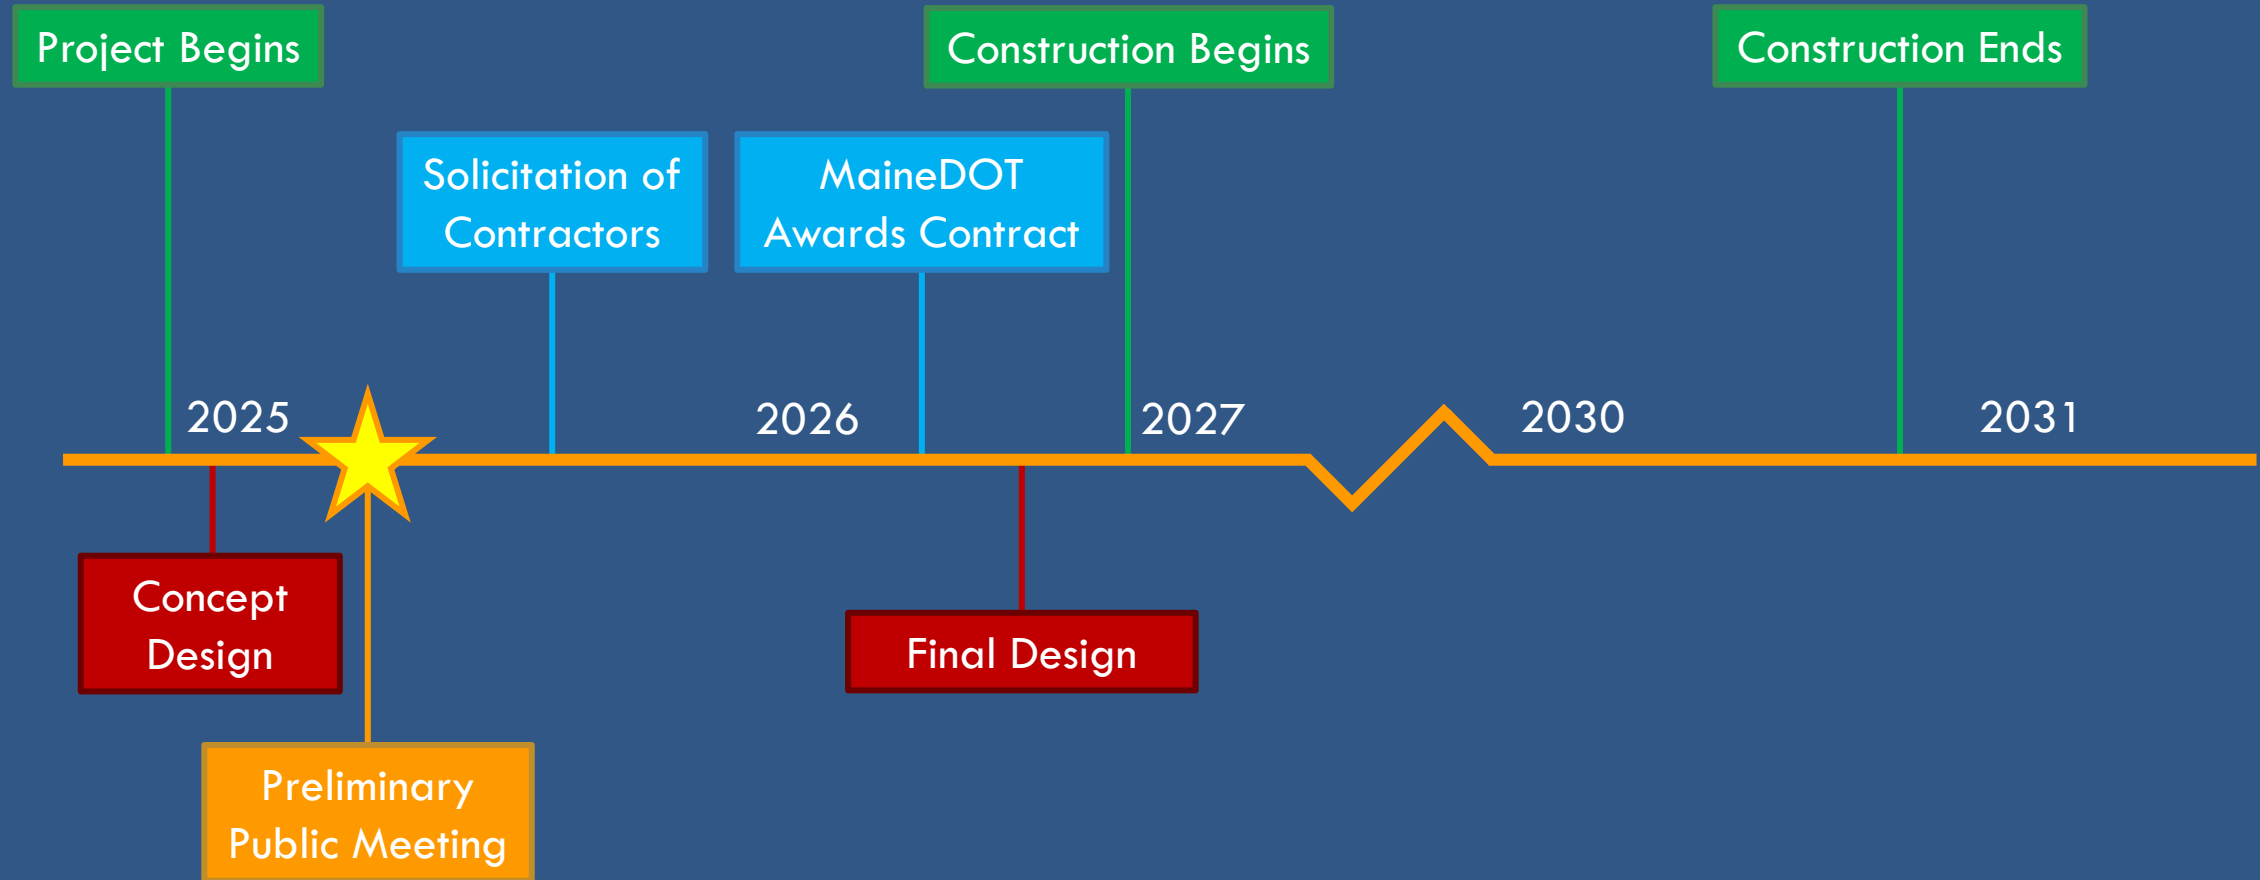 Project Begins
Construction Begins
Construction Ends
Solicitation of
Contractors
MaineDOT
Awards Contract
2025
2026
2027
2030
2031
Concept
Design
Final Design
Preliminary
Public Meeting